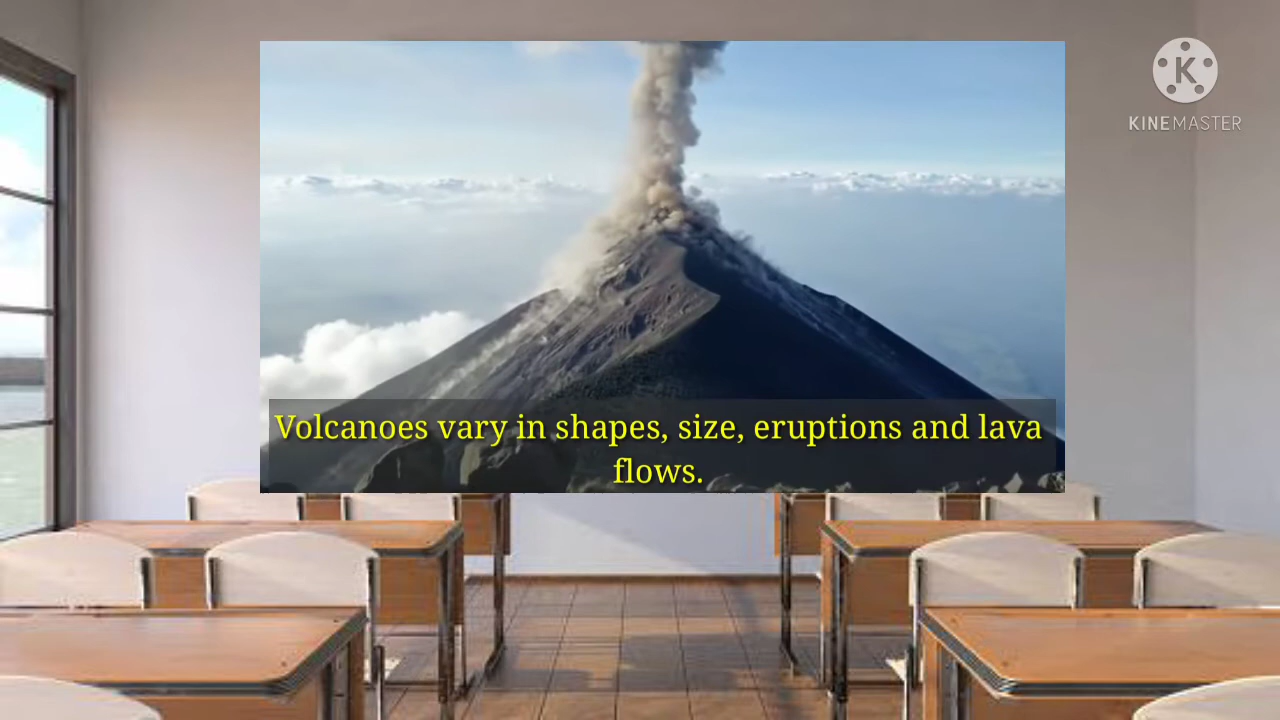 K
KINEMASTER
Volcanoes vary in shapes, size, eruptions and lava
flows.